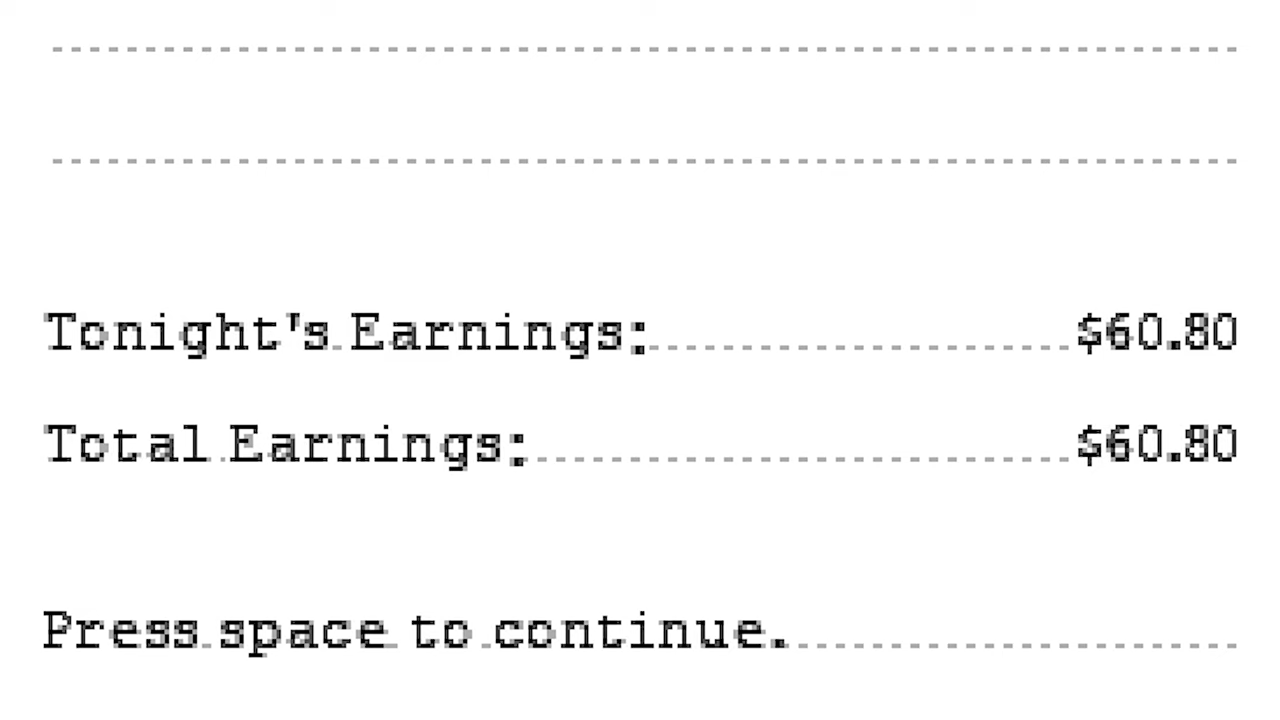 Tonight's Earnings: $60.80
Total Earnings: $60.80
Press space to continue.